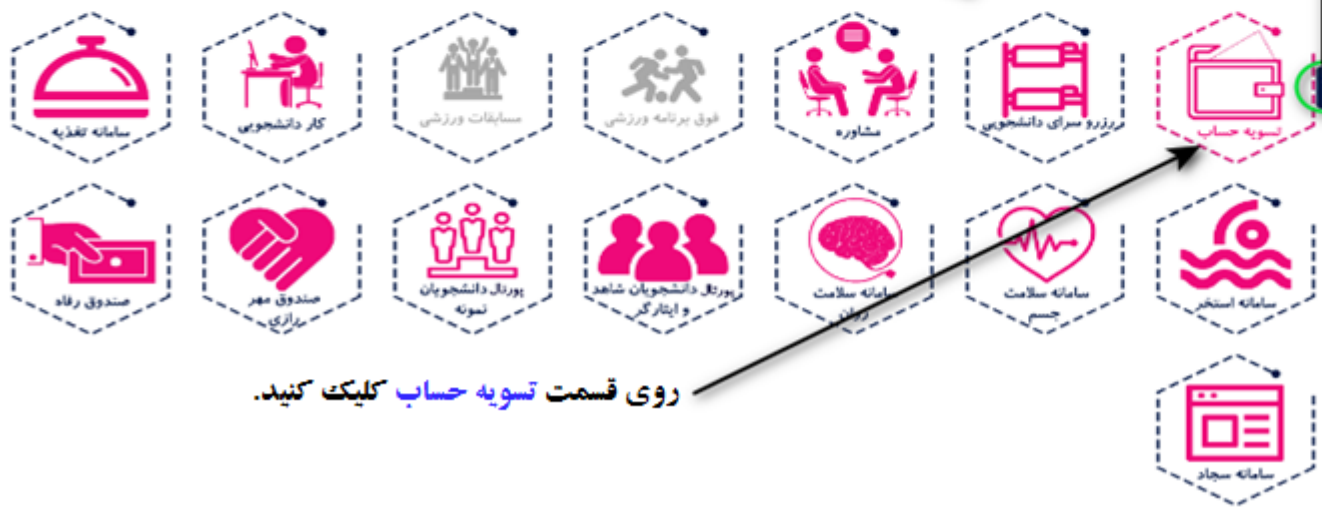 تسویه حساب
رزرو سرای دانشجویی
مشاوره
فوق برنامه ورزشی
مسابقات ورزشی
کار دانشجویی
سامانه تغذیه
سامانه استخر
سامانه سلامت
جسم
سامانه سلامت
روان
پورتال دانشجویان شاهد
و ایثارگر
پورتال دانشجویان
نمونه
صندوق مهر
رازی
صندوق رفاه
روی قسمت تسویه حساب کلیک کنید.
سامانه سجاد